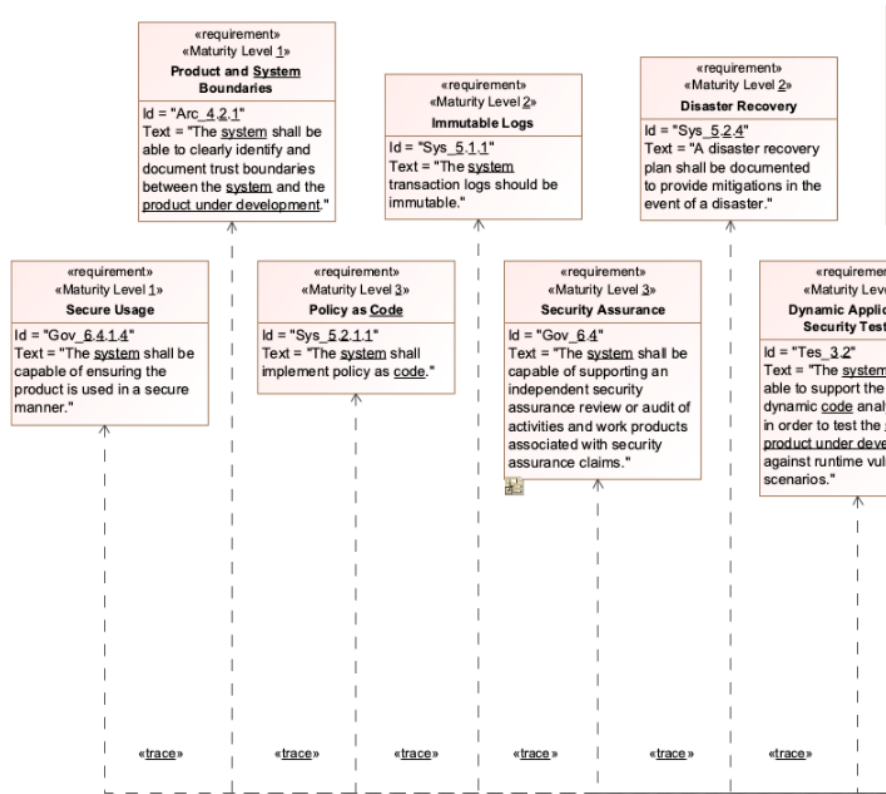 «requirement»
«Maturity Level 1»
Product and System
Boundaries
Id = "Arc_4.2.1"
Text = "The system shall be
able to clearly identify and
document trust boundaries
between the system and the
product under development."
«requirement»
«Maturity Level 2»
Immutable Logs
Id = "Sys_5.1.1"
Text = "The system
transaction logs should be
immutable."
«requirement»
«Maturity Level 2»
Disaster Recovery
Id = "Sys_5.2.4"
Text = "A disaster recovery
plan shall be documented
to provide mitigations in the
event of a disaster."
«requirement»
«Maturity Level 1»
Secure Usage
Id = "Gov_6.4.1.4"
Text = "The system shall be
capable of ensuring the
product is used in a secure
manner."
«requirement»
«Maturity Level 3»
Policy as Code
Id = "Sys_5.2.1.1"
Text = "The system shall
implement policy as code."
«requirement»
«Maturity Level 3»
Security Assurance
Id = "Gov_6.4"
Text = "The system shall be
capable of supporting an
independent security
assurance review or audit of
activities and work products
associated with security
assurance claims."
«requiremen
«Maturity Leve
Dynamic Applic
Security Test
Id = "Tes_3.2"
Text = "The system
able to support the
dynamic code anal
in order to test the
product under deve
against runtime vul
scenarios."
«trace»
«trace»
«trace»
«trace»
«trace»
«trace»